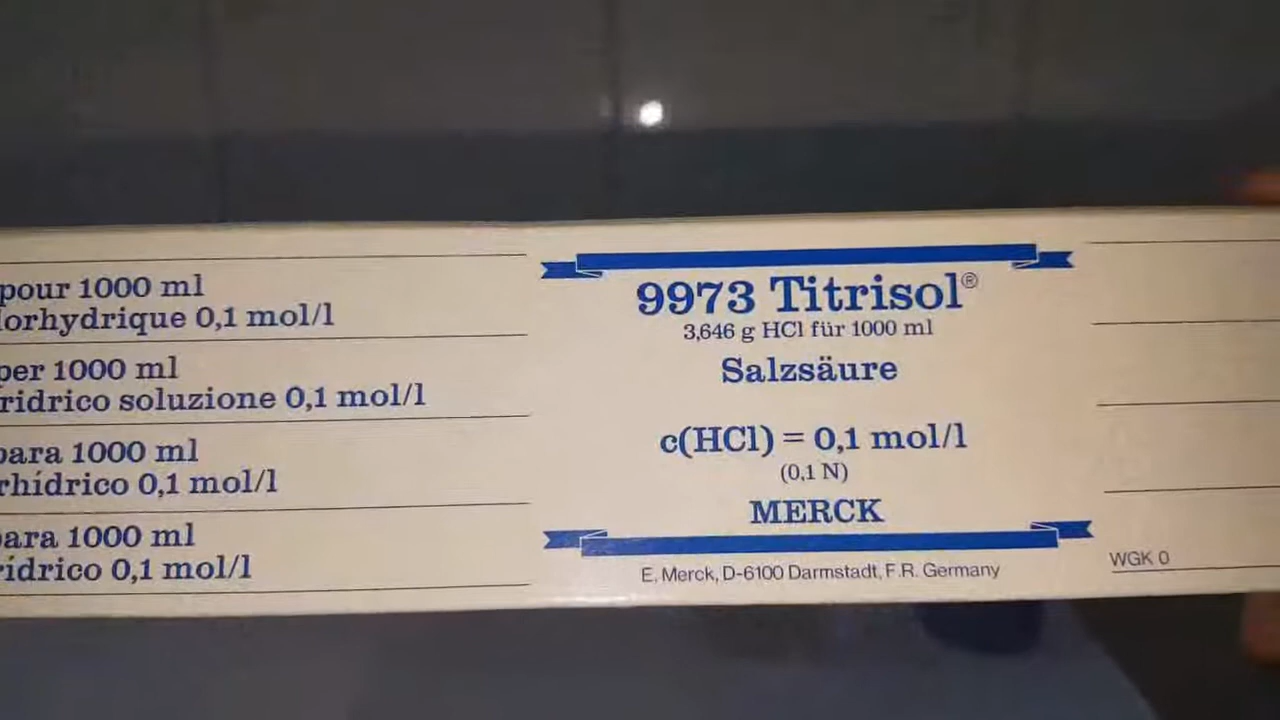 pour 1000 ml
lorhydrique 0,1 mol/l
per 1000 ml
ridrico soluzione 0,1 mol/l
para 1000 ml
rhídrico 0,1 mol/l
para 1000 ml
rídrico 0,1 mol/l
9973 Titrisol®
3,646 g HCl für 1000 ml
Salzsäure
c(HCl) = 0,1 mol/l
(0,1 N)
MERCK
E. Merck, D-6100 Darmstadt, F.R. Germany
WGK 0